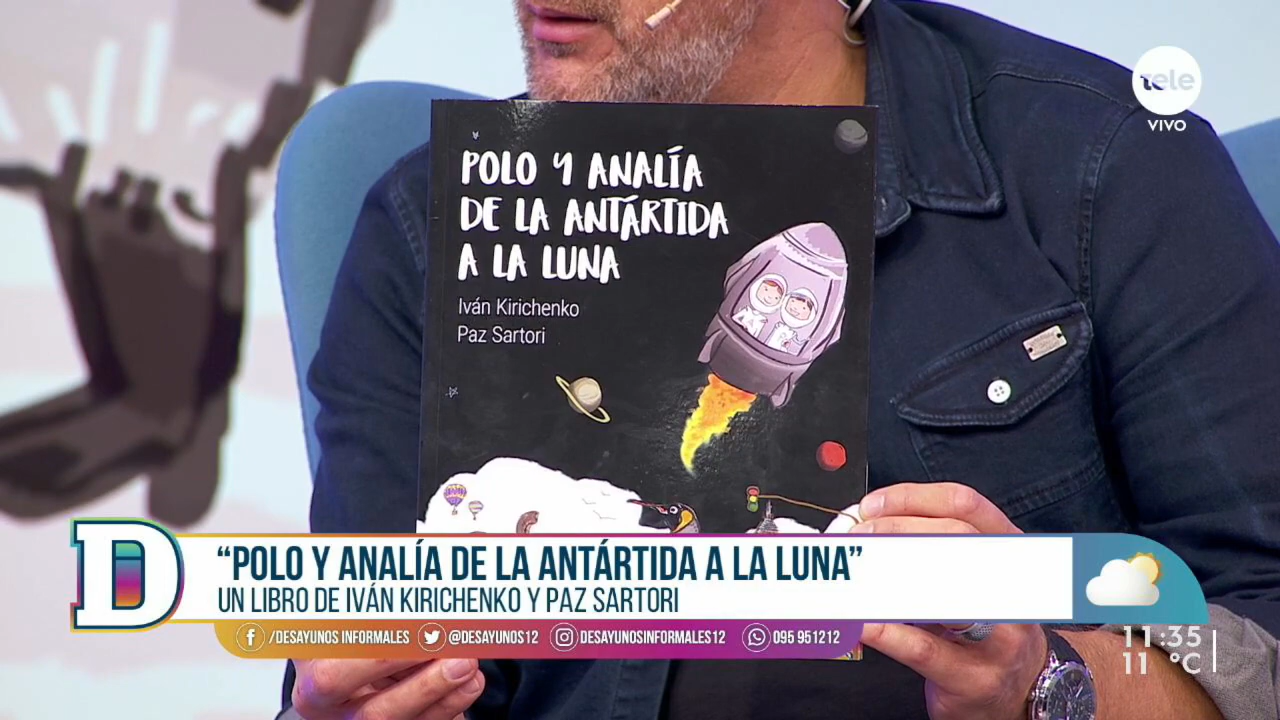 tele
VIVO
POLO Y ANALÍA
DE LA ANTÁRTIDA
A LA LUNA
Iván Kirichenko
Paz Sartori
D
“POLO Y ANALÍA DE LA ANTÁRTIDA A LA LUNA”
UN LIBRO DE IVÁN KIRICHENKO Y PAZ SARTORI
/DESAYUNOS INFORMALES @DESAYUNOS12 DESAYUNOSINFORMALES12 095 951212
11:35
11 °C